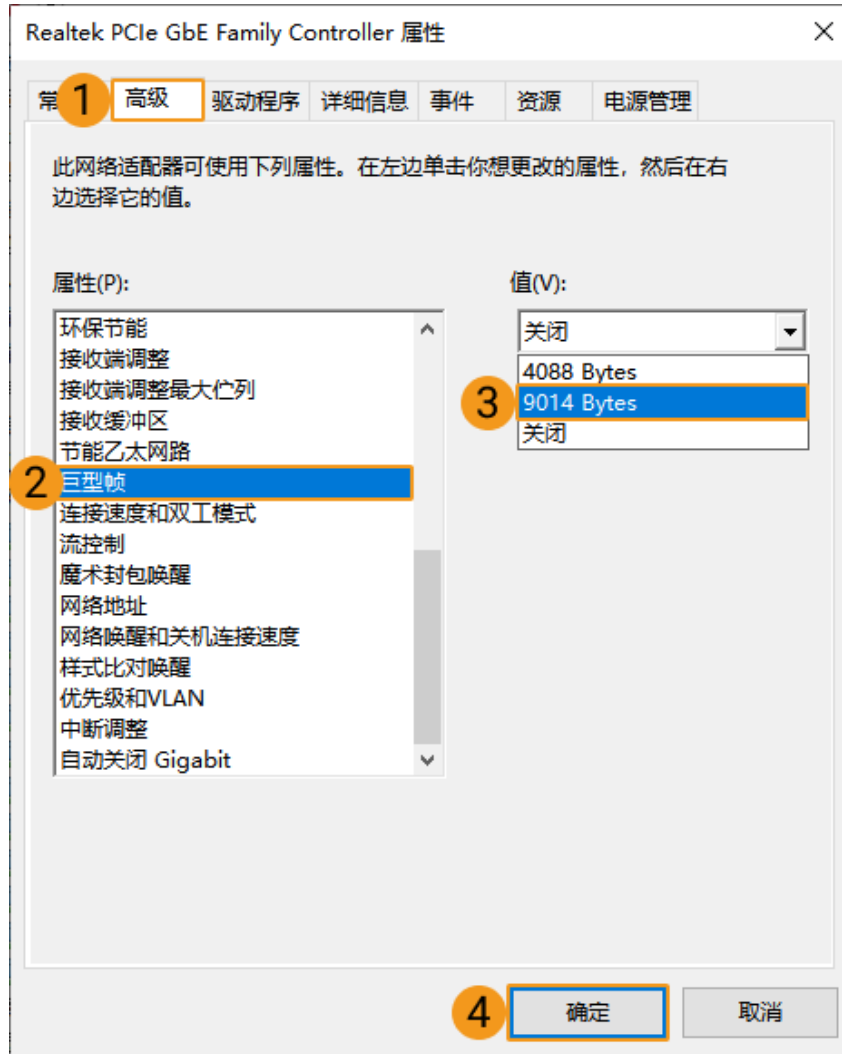 Realtek PCIe GbE Family Controller 属性
常
1
高级
驱动程序
详细信息
事件
资源
电源管理
此网络适配器可使用下列属性。在左边单击你想更改的属性，然后在右
边选择它的值。
属性(P):
值(V):
环保节能
接收端调整
接收端调整最大伫列
接收缓冲区
节能乙太网路
2
巨型帧
连接速度和双工模式
流控制
魔术封包唤醒
网络地址
网络唤醒和关机连接速度
样式比对唤醒
优先级和VLAN
中断调整
自动关闭 Gigabit
关闭
4088 Bytes
3
9014 Bytes
关闭
4
确定
取消